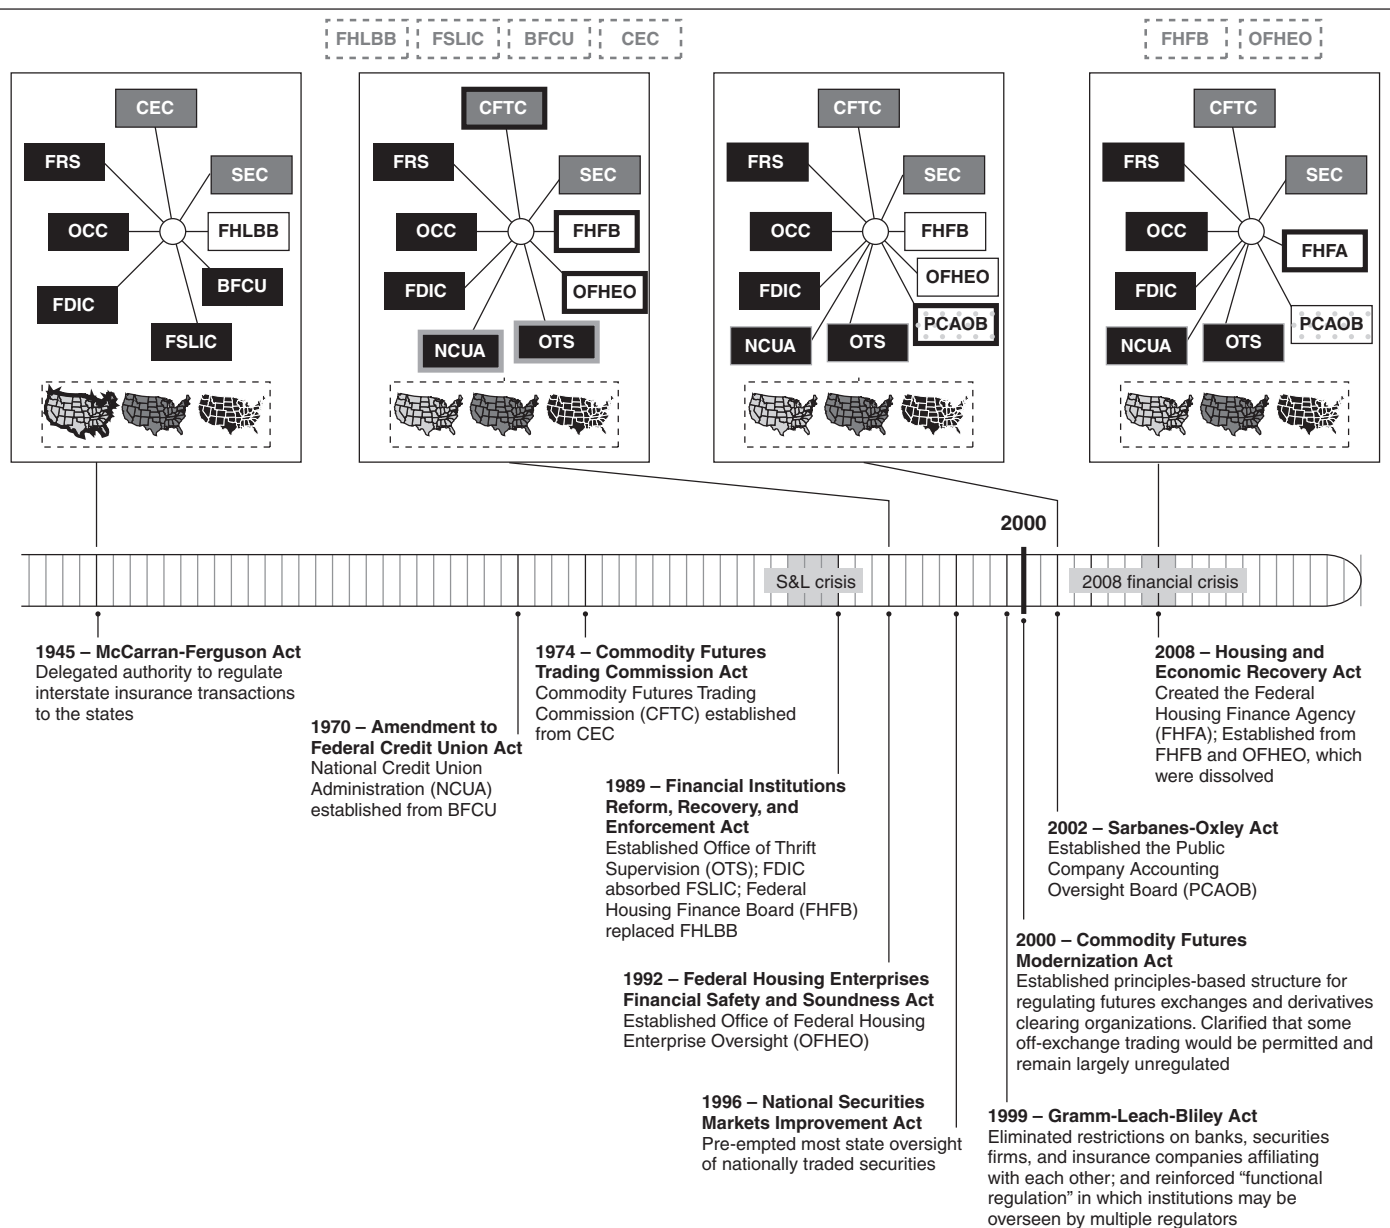 FHLBB FSLIC BFCU CEC
FHFB OFHEO
CEC
FRS
SEC
OCC
FHLBB
BFCU
FDIC
FSLIC
CFTC
FRS
SEC
OCC
FHFB
FDIC
OFHEO
NCUA
OTS
CFTC
FRS
SEC
OCC
FHFB
OFHEO
FDIC
PCAOB
NCUA
OTS
CFTC
FRS
SEC
OCC
FHFA
FDIC
PCAOB
NCUA
OTS
2000
S&L crisis
2008 financial crisis
1945 – McCarran-Ferguson Act
Delegated authority to regulate
interstate insurance transactions
to the states
1970 – Amendment to
Federal Credit Union Act
National Credit Union
Administration (NCUA)
established from BFCU
1974 – Commodity Futures
Trading Commission Act
Commodity Futures Trading
Commission (CFTC) established
from CEC
1989 – Financial Institutions
Reform, Recovery, and
Enforcement Act
Established Office of Thrift
Supervision (OTS); FDIC
absorbed FSLIC; Federal
Housing Finance Board (FHFB)
replaced FHLBB
1992 – Federal Housing Enterprises
Financial Safety and Soundness Act
Established Office of Federal Housing
Enterprise Oversight (OFHEO)
1996 – National Securities
Markets Improvement Act
Pre-empted most state oversight
of nationally traded securities
2008 – Housing and
Economic Recovery Act
Created the Federal
Housing Finance Agency
(FHFA); Established from
FHFB and OFHEO, which
were dissolved
2002 – Sarbanes-Oxley Act
Established the Public
Company Accounting
Oversight Board (PCAOB)
2000 – Commodity Futures
Modernization Act
Established principles-based structure for
regulating futures exchanges and derivatives
clearing organizations. Clarified that some
off-exchange trading would be permitted and
remain largely unregulated
1999 – Gramm-Leach-Bliley Act
Eliminated restrictions on banks, securities
firms, and insurance companies affiliating
with each other; and reinforced “functional
regulation” in which institutions may be
overseen by multiple regulators